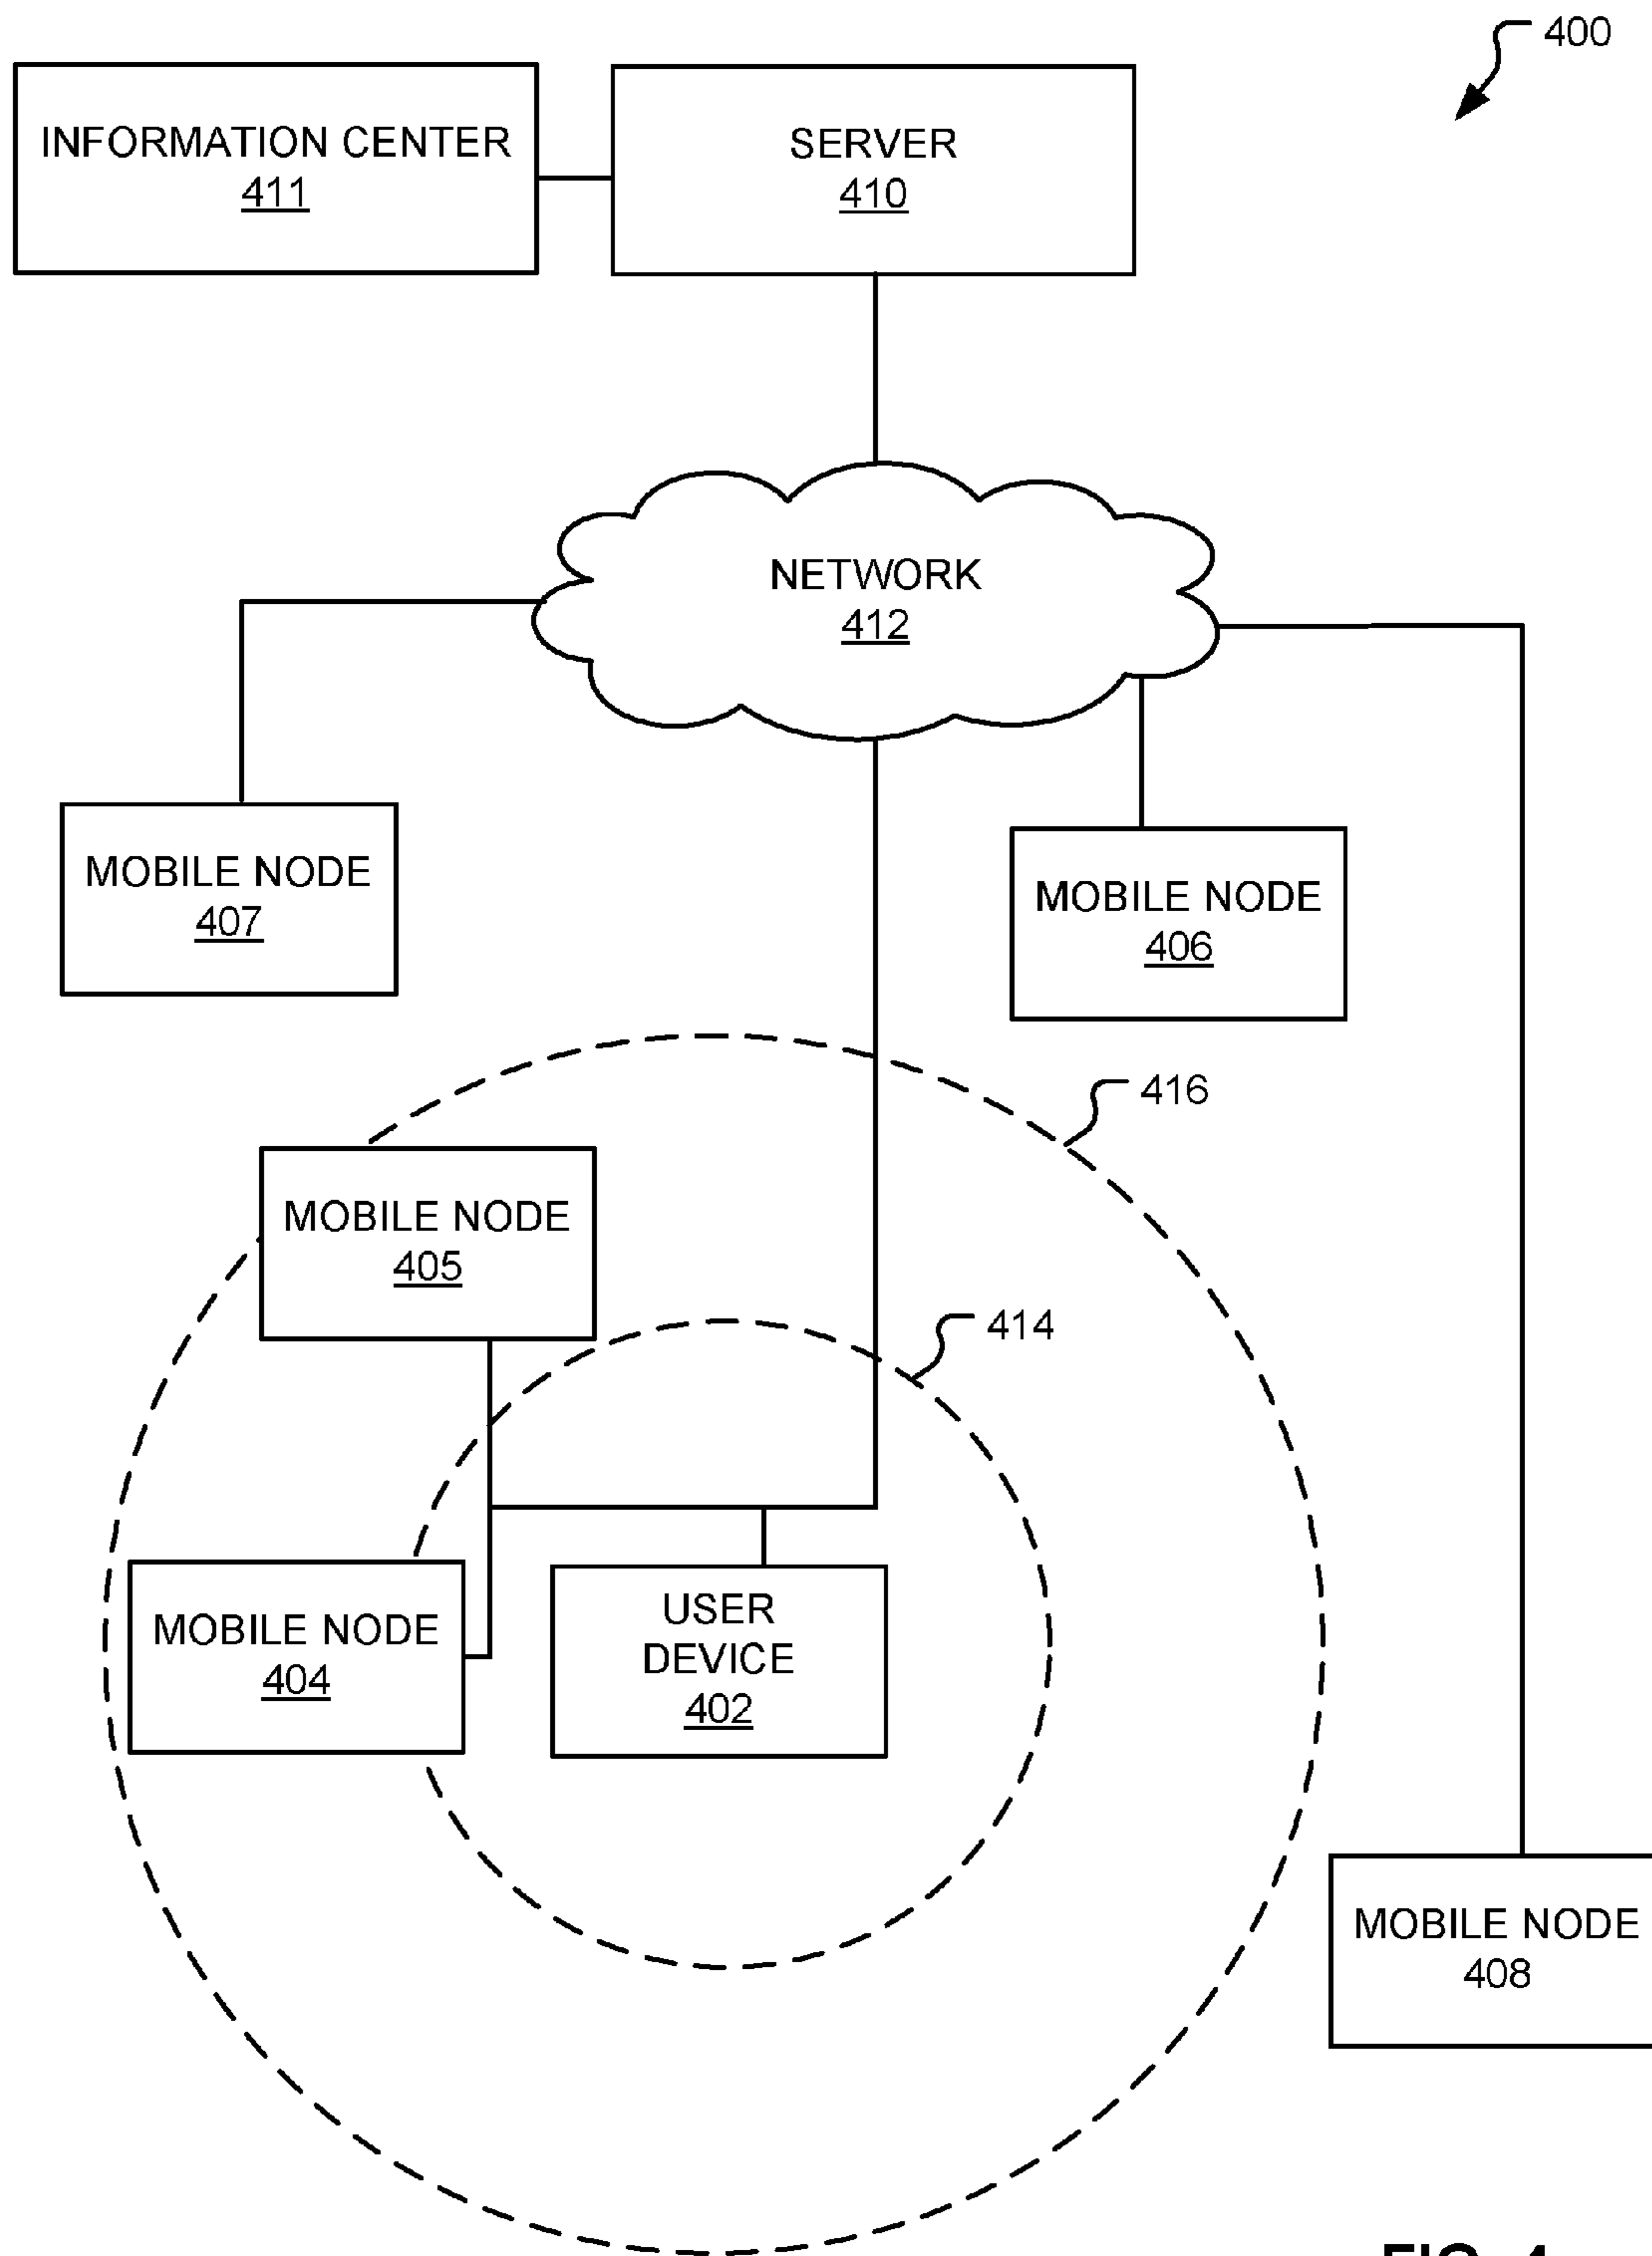 400
INFORMATION CENTER
411
SERVER
410
NETWORK
412
MOBILE NODE
407
MOBILE NODE
406
416
MOBILE NODE
405
414
MOBILE NODE
404
USER
DEVICE
402
MOBILE NODE
408